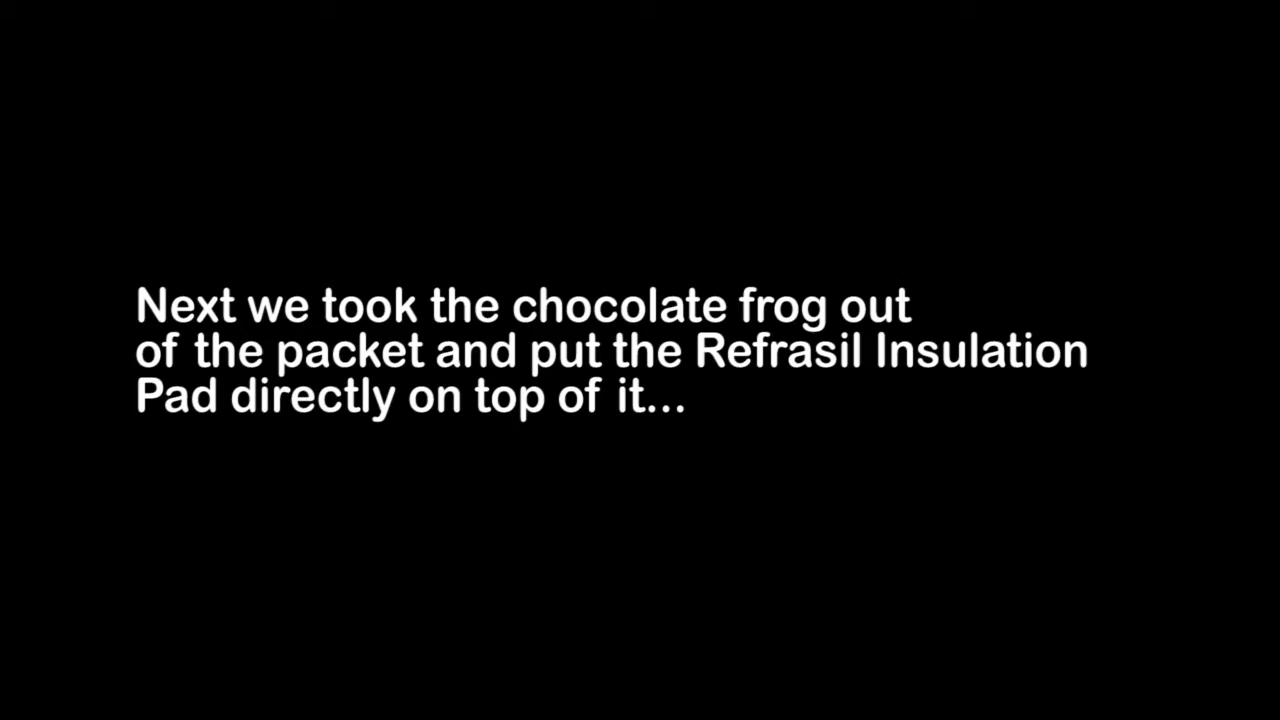 Next we took the chocolate frog out
of the packet and put the Refrasil Insulation
Pad directly on top of it...